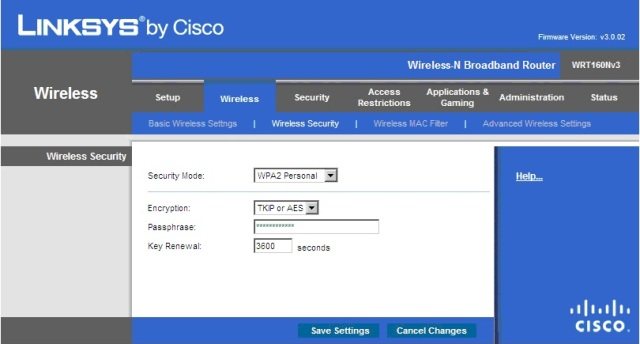 LINKSYS® by Cisco
Firmware Version: v3.0.02
Wireless-N Broadband Router WRT160Nv3
Wireless
Setup Wireless Security Access Restrictions Applications & Gaming Administration Status
Basic Wireless Settings | Wireless Security | Wireless MAC Filter | Advanced Wireless Settings
Wireless Security
Security Mode: WPA2 Personal
Help...
Encryption: TKIP or AES
Passphrase: ************
Key Renewal: 3600 seconds
Save Settings Cancel Changes
CISCO.